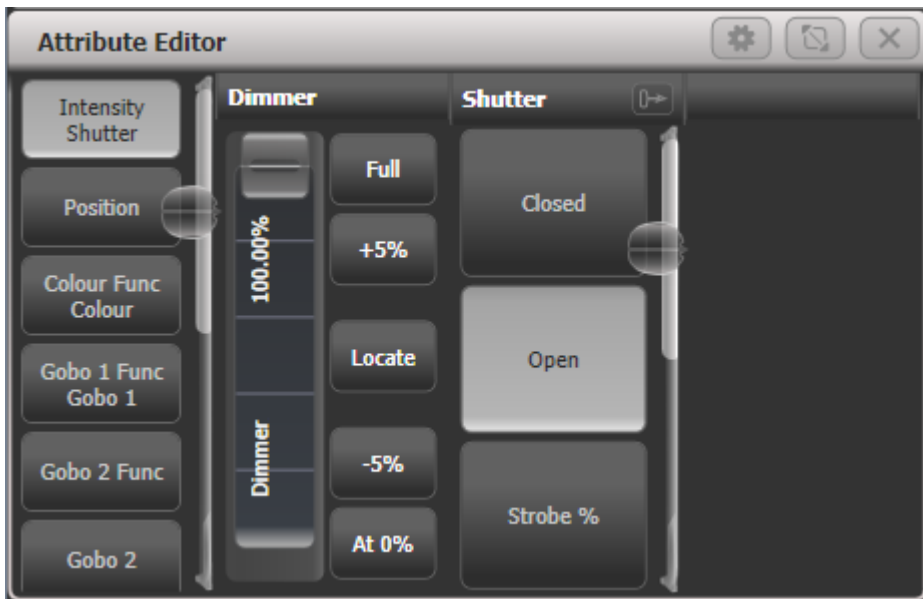 Attribute Editor
Intensity
Shutter
Position
Colour Func
Colour
Gobo 1 Func
Gobo 1
Gobo 2 Func
Gobo 2
Dimmer
100.00%
Dimmer
Full
+5%
Locate
-5%
At 0%
Shutter
Closed
Open
Strobe %